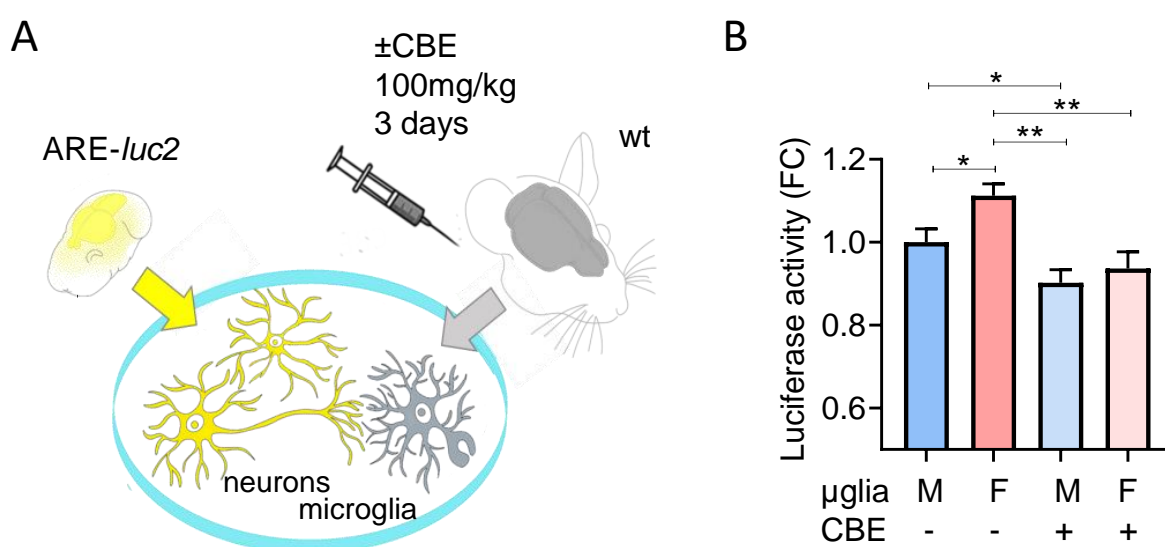 A
±CBE
100mg/kg
3 days
ARE-luc2
wt
neurons
microglia
B
*
**
**
*
Luciferase activity (FC)
1.2
1.0
0.8
0.6
µglia M F M F
CBE - - + +